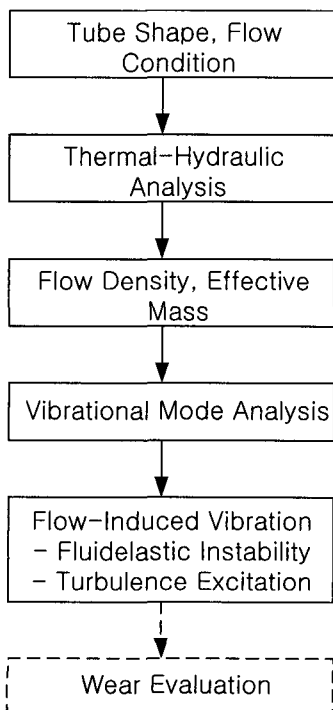 Tube Shape, Flow
Condition
Thermal-Hydraulic
Analysis
Flow Density, Effective
Mass
Vibrational Mode Analysis
Flow-Induced Vibration
- Fluidelastic Instability
- Turbulence Excitation
Wear Evaluation